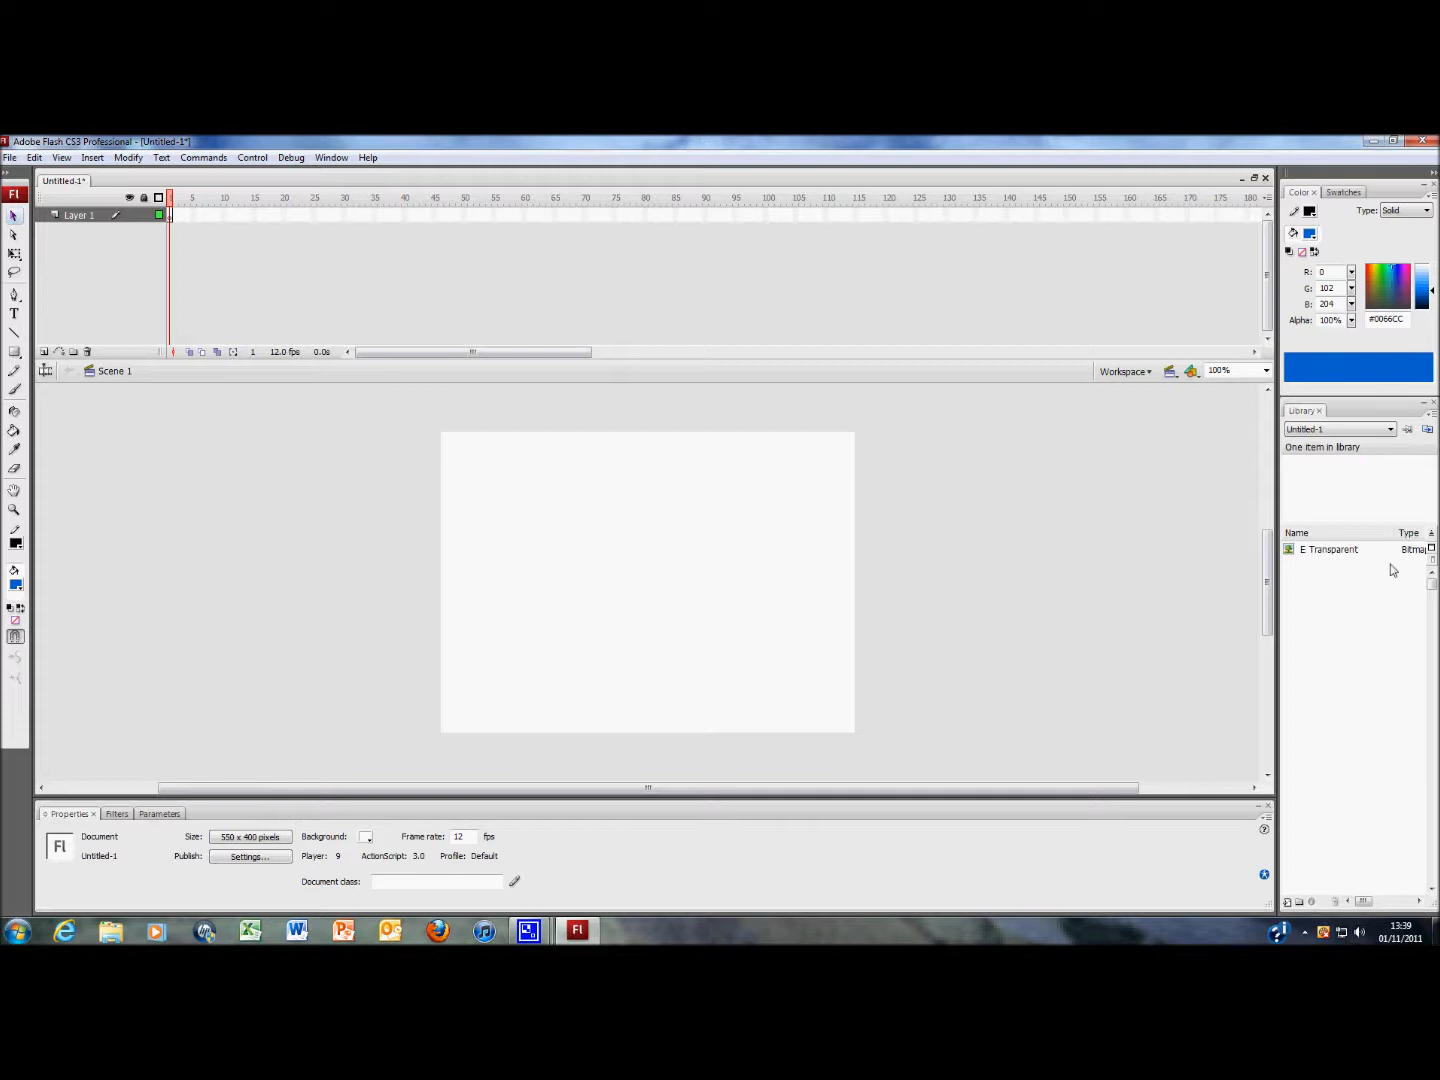 Adobe Flash CS3 Professional - [Untitled-1*]
File Edit View Insert Modify Text Commands Control Debug Window Help
Untitled-1*
5 10 15 20 25 30 35 40 45 50 55 60 65 70 75 80 85 90 95 100 105 110 115 120 125 130 135 140 145 150 155 160 165 170 175 180
Layer 1
1 12.0 fps 0.0s
Scene 1
Workspace 100%
Fl
T
Color Swatches
Type: Solid
R: 0
G: 102
B: 204
Alpha: 100% #0066CC
Library
Untitled-1
One item in library
Name Type
E Transparent Bitma
Properties Filters Parameters
Fl
Document Size: 550 x 400 pixels Background: Frame rate: 12 fps
Untitled-1 Publish: Settings... Player: 9 ActionScript: 3.0 Profile: Default
Document class:
Fl
13:39
01/11/2011